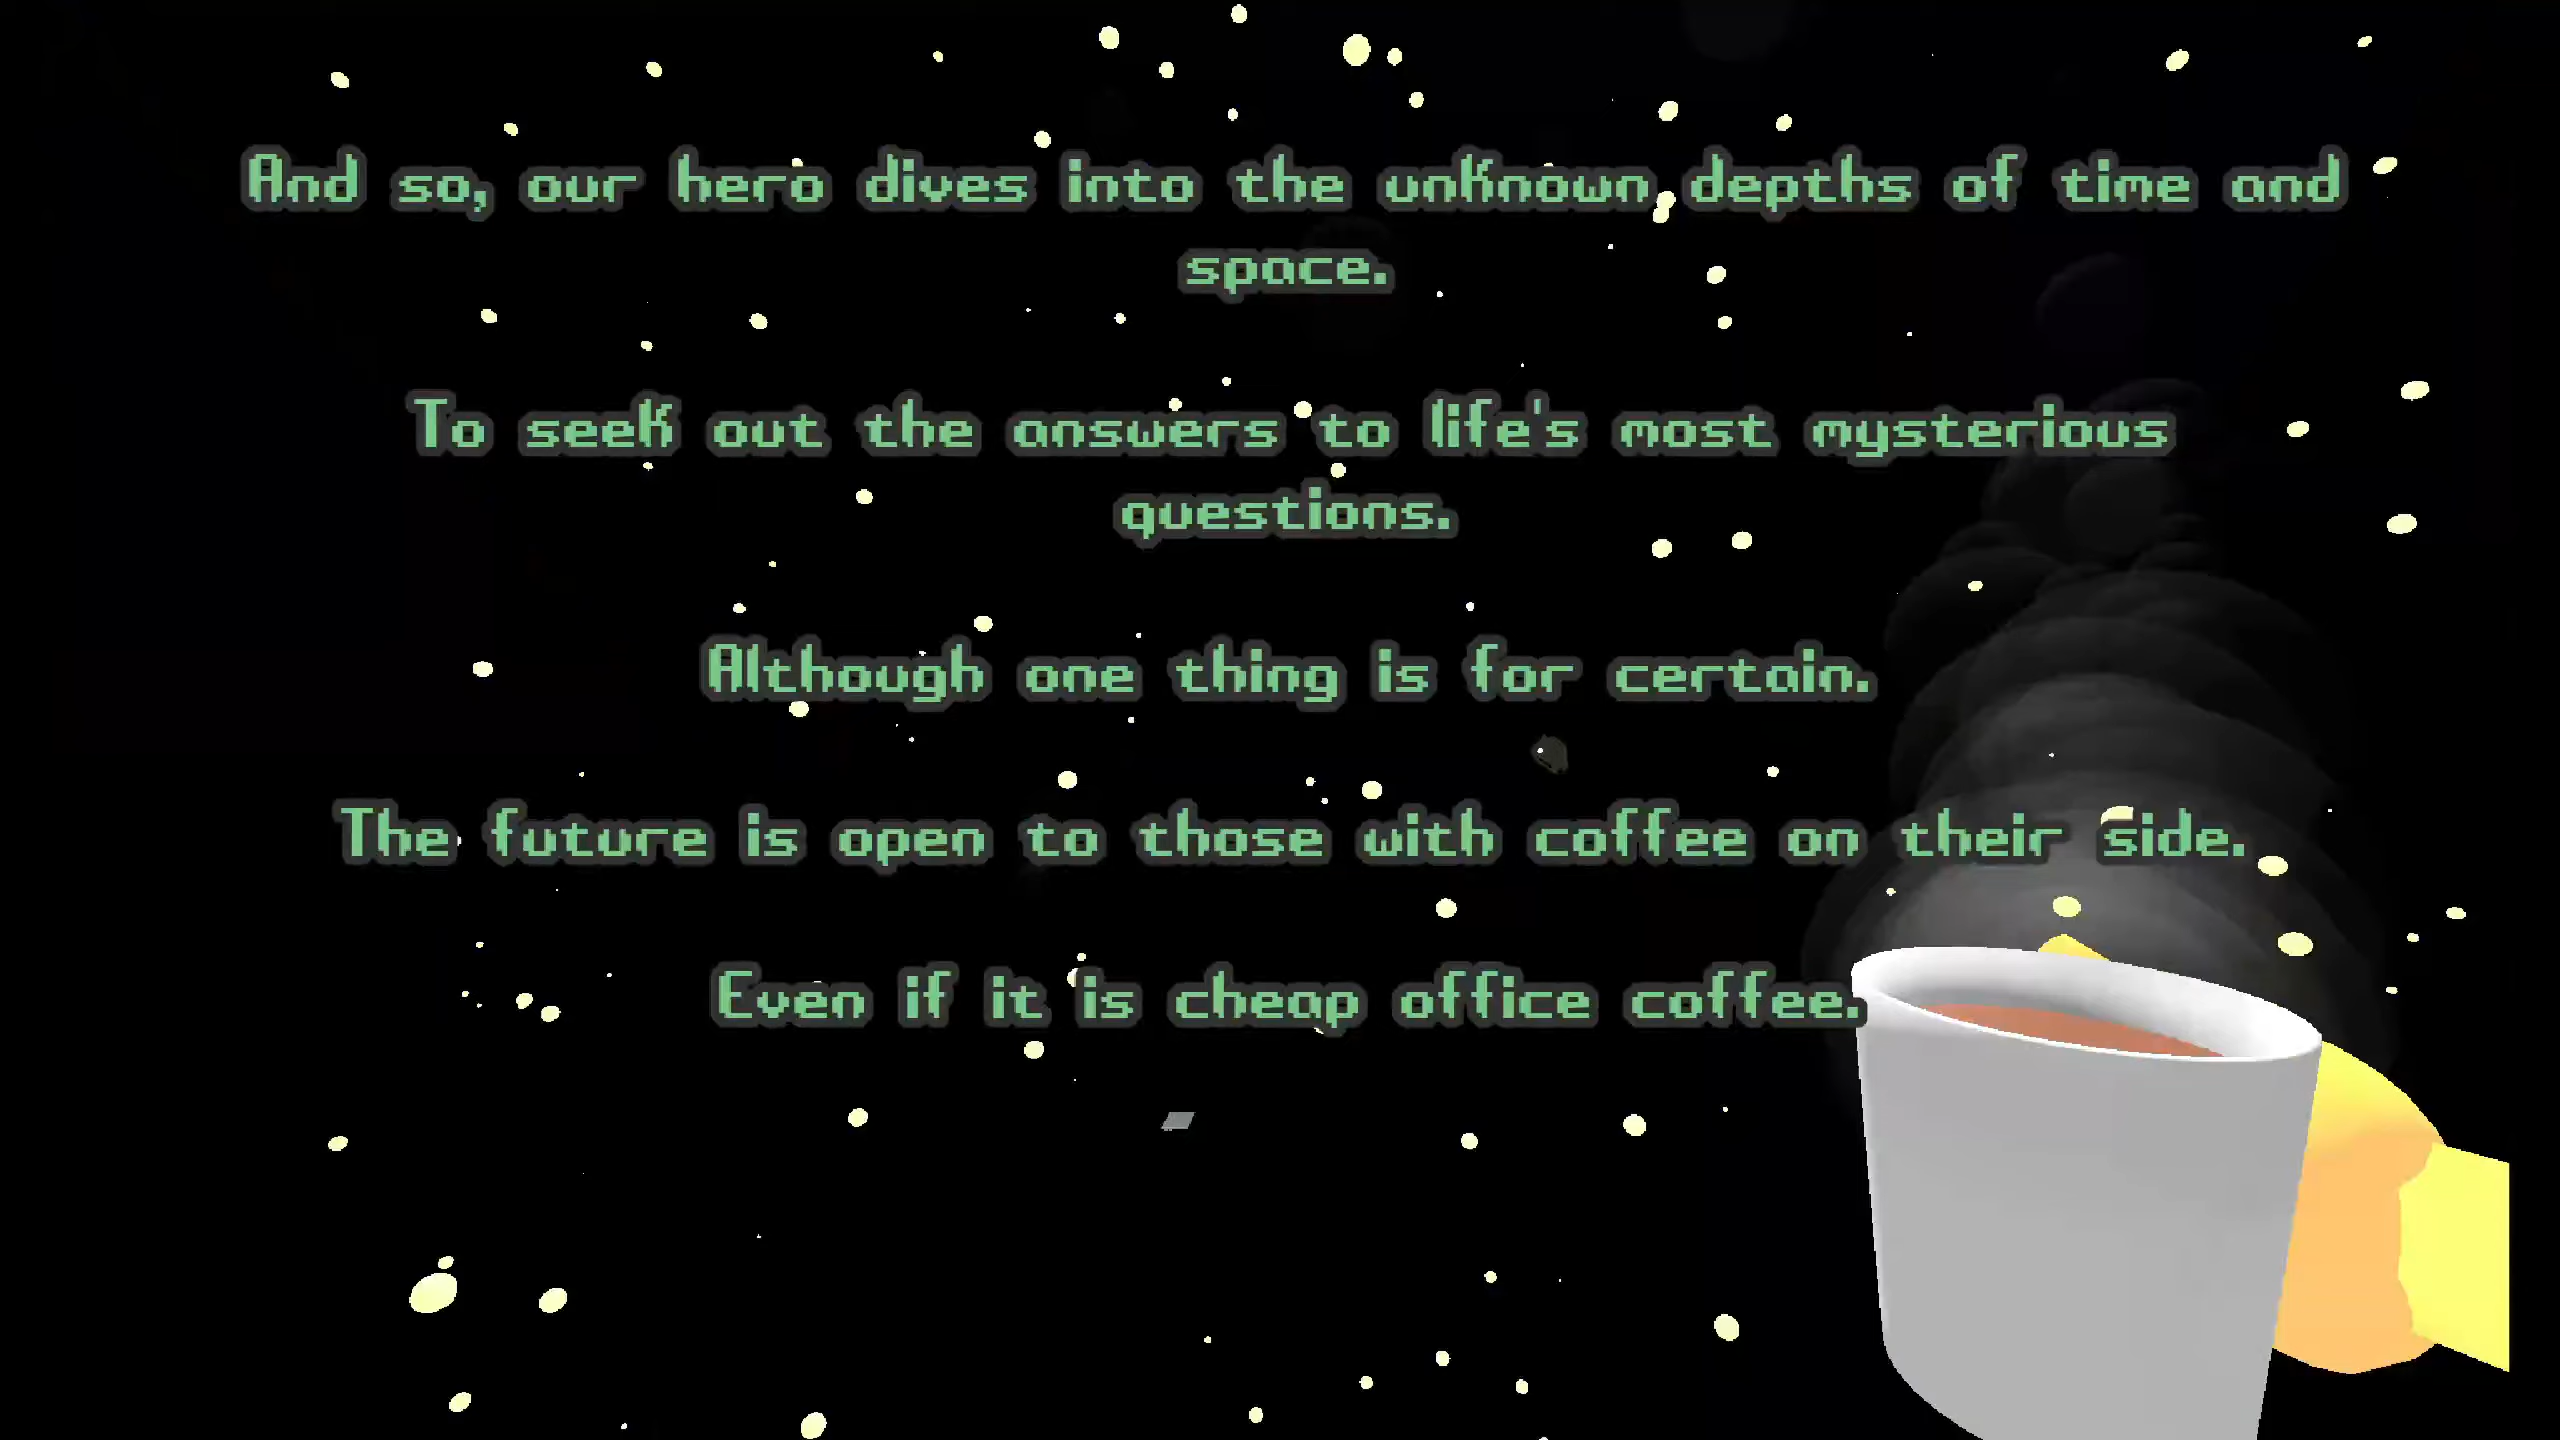 And so, our hero dives into the unknown depths of time and
space.
To seek out the answers to life's most mysterious
questions.
Although one thing is for certain.
The future is open to those with coffee on their side.
Even if it is cheap office coffee.